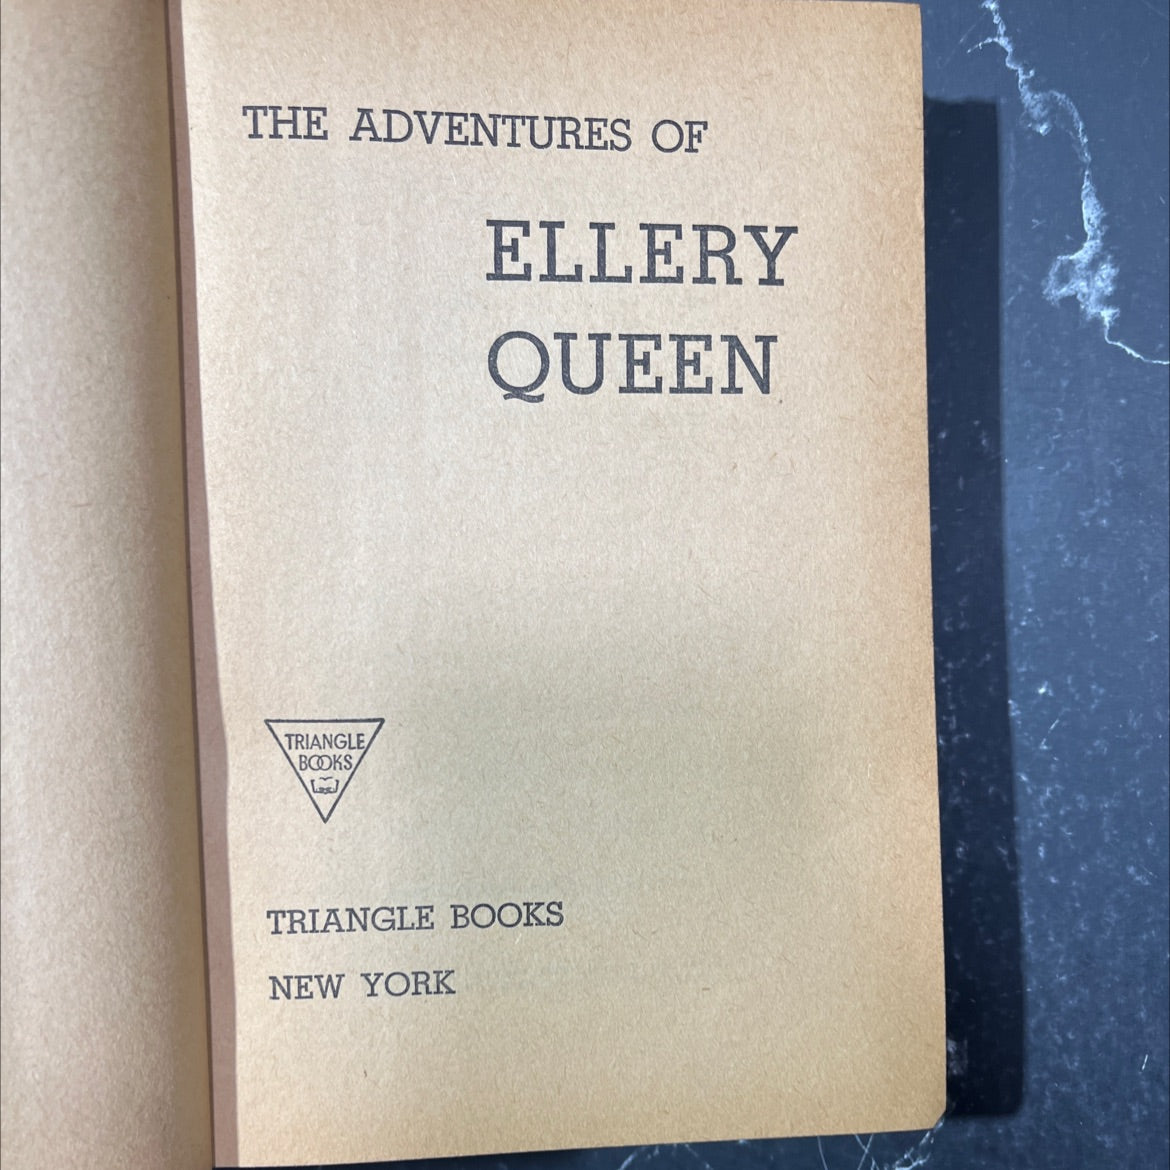 THE ADVENTURES OF
ELLERY
QUEEN
TRIANGLE
BOOKS
TRIANGLE BOOKS
NEW YORK